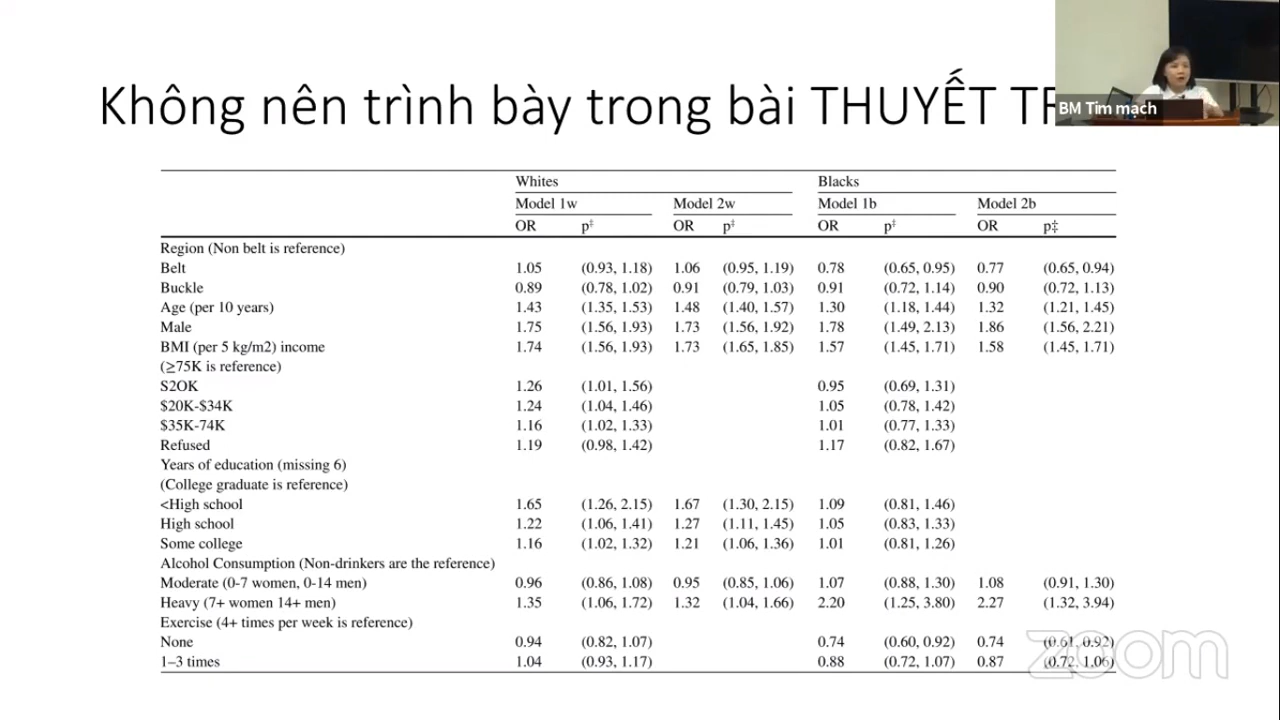 Không nên trình bày trong bài THUYẾT
BM Tim mạch
Whites Blacks
Model 1w Model 2w Model 1b Model 2b
OR p‡ OR p‡ OR p‡ OR p‡
Region (Non belt is reference)
Belt 1.05 (0.93, 1.18) 1.06 (0.95, 1.19) 0.78 (0.65, 0.95) 0.77 (0.65, 0.94)
Buckle 0.89 (0.78, 1.02) 0.91 (0.79, 1.03) 0.91 (0.72, 1.14) 0.90 (0.72, 1.13)
Age (per 10 years) 1.43 (1.35, 1.53) 1.48 (1.40, 1.57) 1.30 (1.18, 1.44) 1.32 (1.21, 1.45)
Male 1.75 (1.56, 1.93) 1.73 (1.56, 1.92) 1.78 (1.49, 2.13) 1.86 (1.56, 2.21)
BMI (per 5 kg/m2) income 1.74 (1.56, 1.93) 1.73 (1.65, 1.85) 1.57 (1.45, 1.71) 1.58 (1.45, 1.71)
(≥75K is reference)
S2OK 1.26 (1.01, 1.56) 0.95 (0.69, 1.31)
$20K-$34K 1.24 (1.04, 1.46) 1.05 (0.78, 1.42)
$35K-74K 1.16 (1.02, 1.33) 1.01 (0.77, 1.33)
Refused 1.19 (0.98, 1.42) 1.17 (0.82, 1.67)
Years of education (missing 6)
(College graduate is reference)
<High school 1.65 (1.26, 2.15) 1.67 (1.30, 2.15) 1.09 (0.81, 1.46)
High school 1.22 (1.06, 1.41) 1.27 (1.11, 1.45) 1.05 (0.83, 1.33)
Some college 1.16 (1.02, 1.32) 1.21 (1.06, 1.36) 1.01 (0.81, 1.26)
Alcohol Consumption (Non-drinkers are the reference)
Moderate (0-7 women, 0-14 men) 0.96 (0.86, 1.08) 0.95 (0.85, 1.06) 1.07 (0.88, 1.30) 1.08 (0.91, 1.30)
Heavy (7+ women 14+ men) 1.35 (1.06, 1.72) 1.32 (1.04, 1.66) 2.20 (1.25, 3.80) 2.27 (1.32, 3.94)
Exercise (4+ times per week is reference)
None 0.94 (0.82, 1.07) 0.74 (0.60, 0.92) 0.74 (0.61, 0.92)
1–3 times 1.04 (0.93, 1.17) 0.88 (0.72, 1.07) 0.87 (0.72, 1.06)
zoom